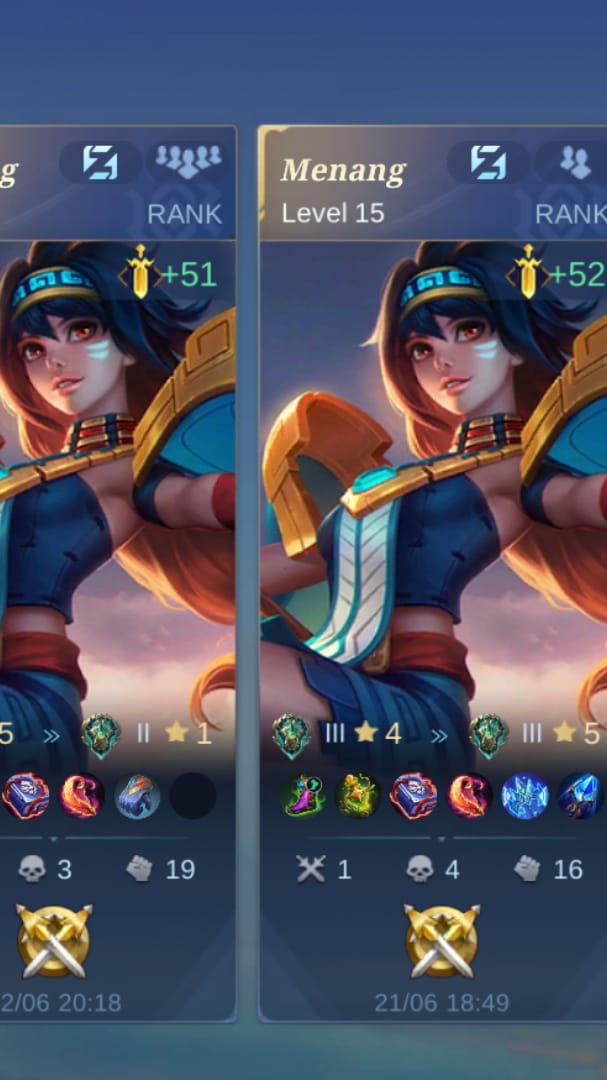 g
RANK
+51
5 » II 1
3 19
2/06 20:18
Menang
Level 15
RANK
+52
III 4 » III 5
1 4 16
21/06 18:49